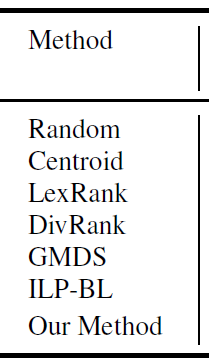 Method
Random
Centroid
LexRank
DivRank
GMDS
ILP-BL
Our Method